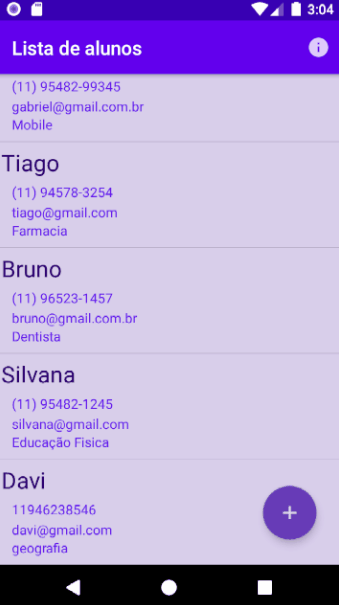 3:04
Lista de alunos
(11) 95482-99345
gabriel@gmail.com.br
Mobile
Tiago
(11) 94578-3254
tiago@gmail.com
Farmacia
Bruno
(11) 96523-1457
bruno@gmail.com.br
Dentista
Silvana
(11) 95482-1245
silvana@gmail.com
Educação Fisica
Davi
11946238546
davi@gmail.com
geografia